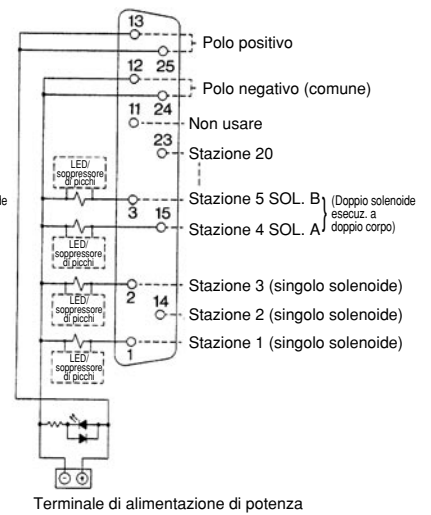 13
Polo positivo
12 25
Polo negativo (comune)
24
11
Non usare
23
Stazione 20
LED/
soppressore
di picchi
Stazione 5 SOL. B
3 15
Stazione 4 SOL. A
(Doppio solenoide
esecuz. a
doppio corpo)
LED/
soppressore
di picchi
Stazione 3 (singolo solenoide)
2
LED/
soppressore
di picchi
14
Stazione 2 (singolo solenoide)
Stazione 1 (singolo solenoide)
1
LED/
soppressore
di picchi
- +
Terminale di alimentazione di potenza